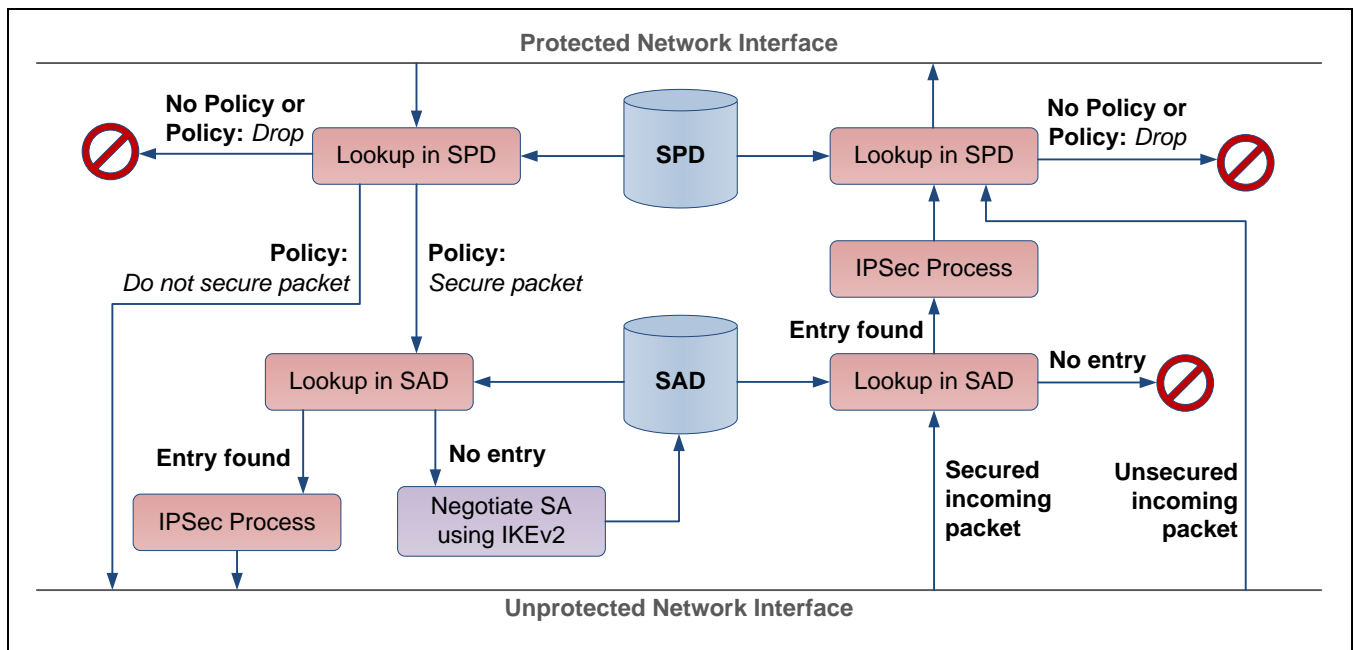 Protected Network Interface
No Policy or
Policy: Drop
Lookup in SPD
SPD
Lookup in SPD
No Policy or
Policy: Drop
Policy:
Do not secure packet
Policy:
Secure packet
IPSec Process
Entry found
Lookup in SAD
SAD
Lookup in SAD
No entry
Entry found
No entry
IPSec Process
Negotiate SA
using IKEv2
Secured
incoming
packet
Unsecured
incoming
packet
Unprotected Network Interface